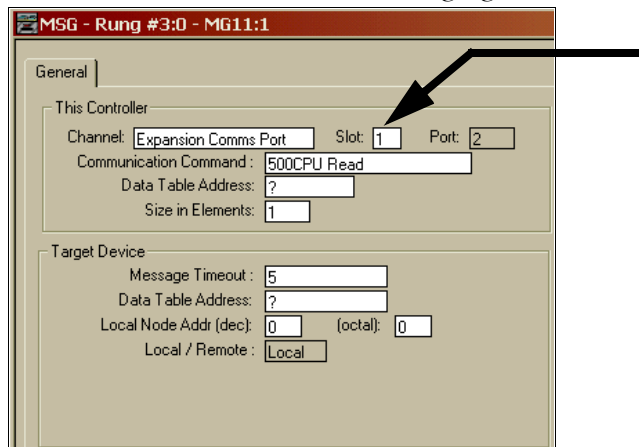 MSG - Rung #3:0 - MG11:1
General
This Controller
Channel: Expansion Comms Port Slot: 1 Port: 2
Communication Command : 500CPU Read
Data Table Address: ?
Size in Elements: 1
Target Device
Message Timeout : 5
Data Table Address: ?
Local Node Addr (dec): 0 (octal): 0
Local / Remote : Local